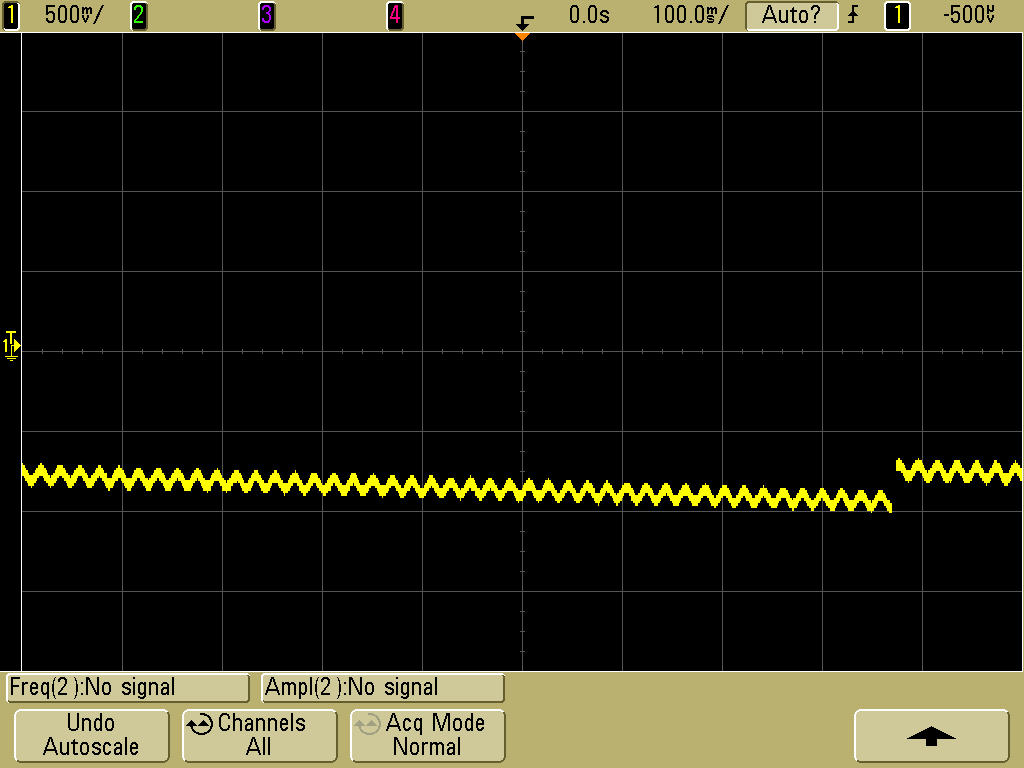 1 500mV/ 2 3 4 0.0s 100.0ms/ Auto? 1 -500µV
T
1
Freq(2):No signal Ampl(2):No signal
Undo Autoscale
Channels All
Acq Mode Normal